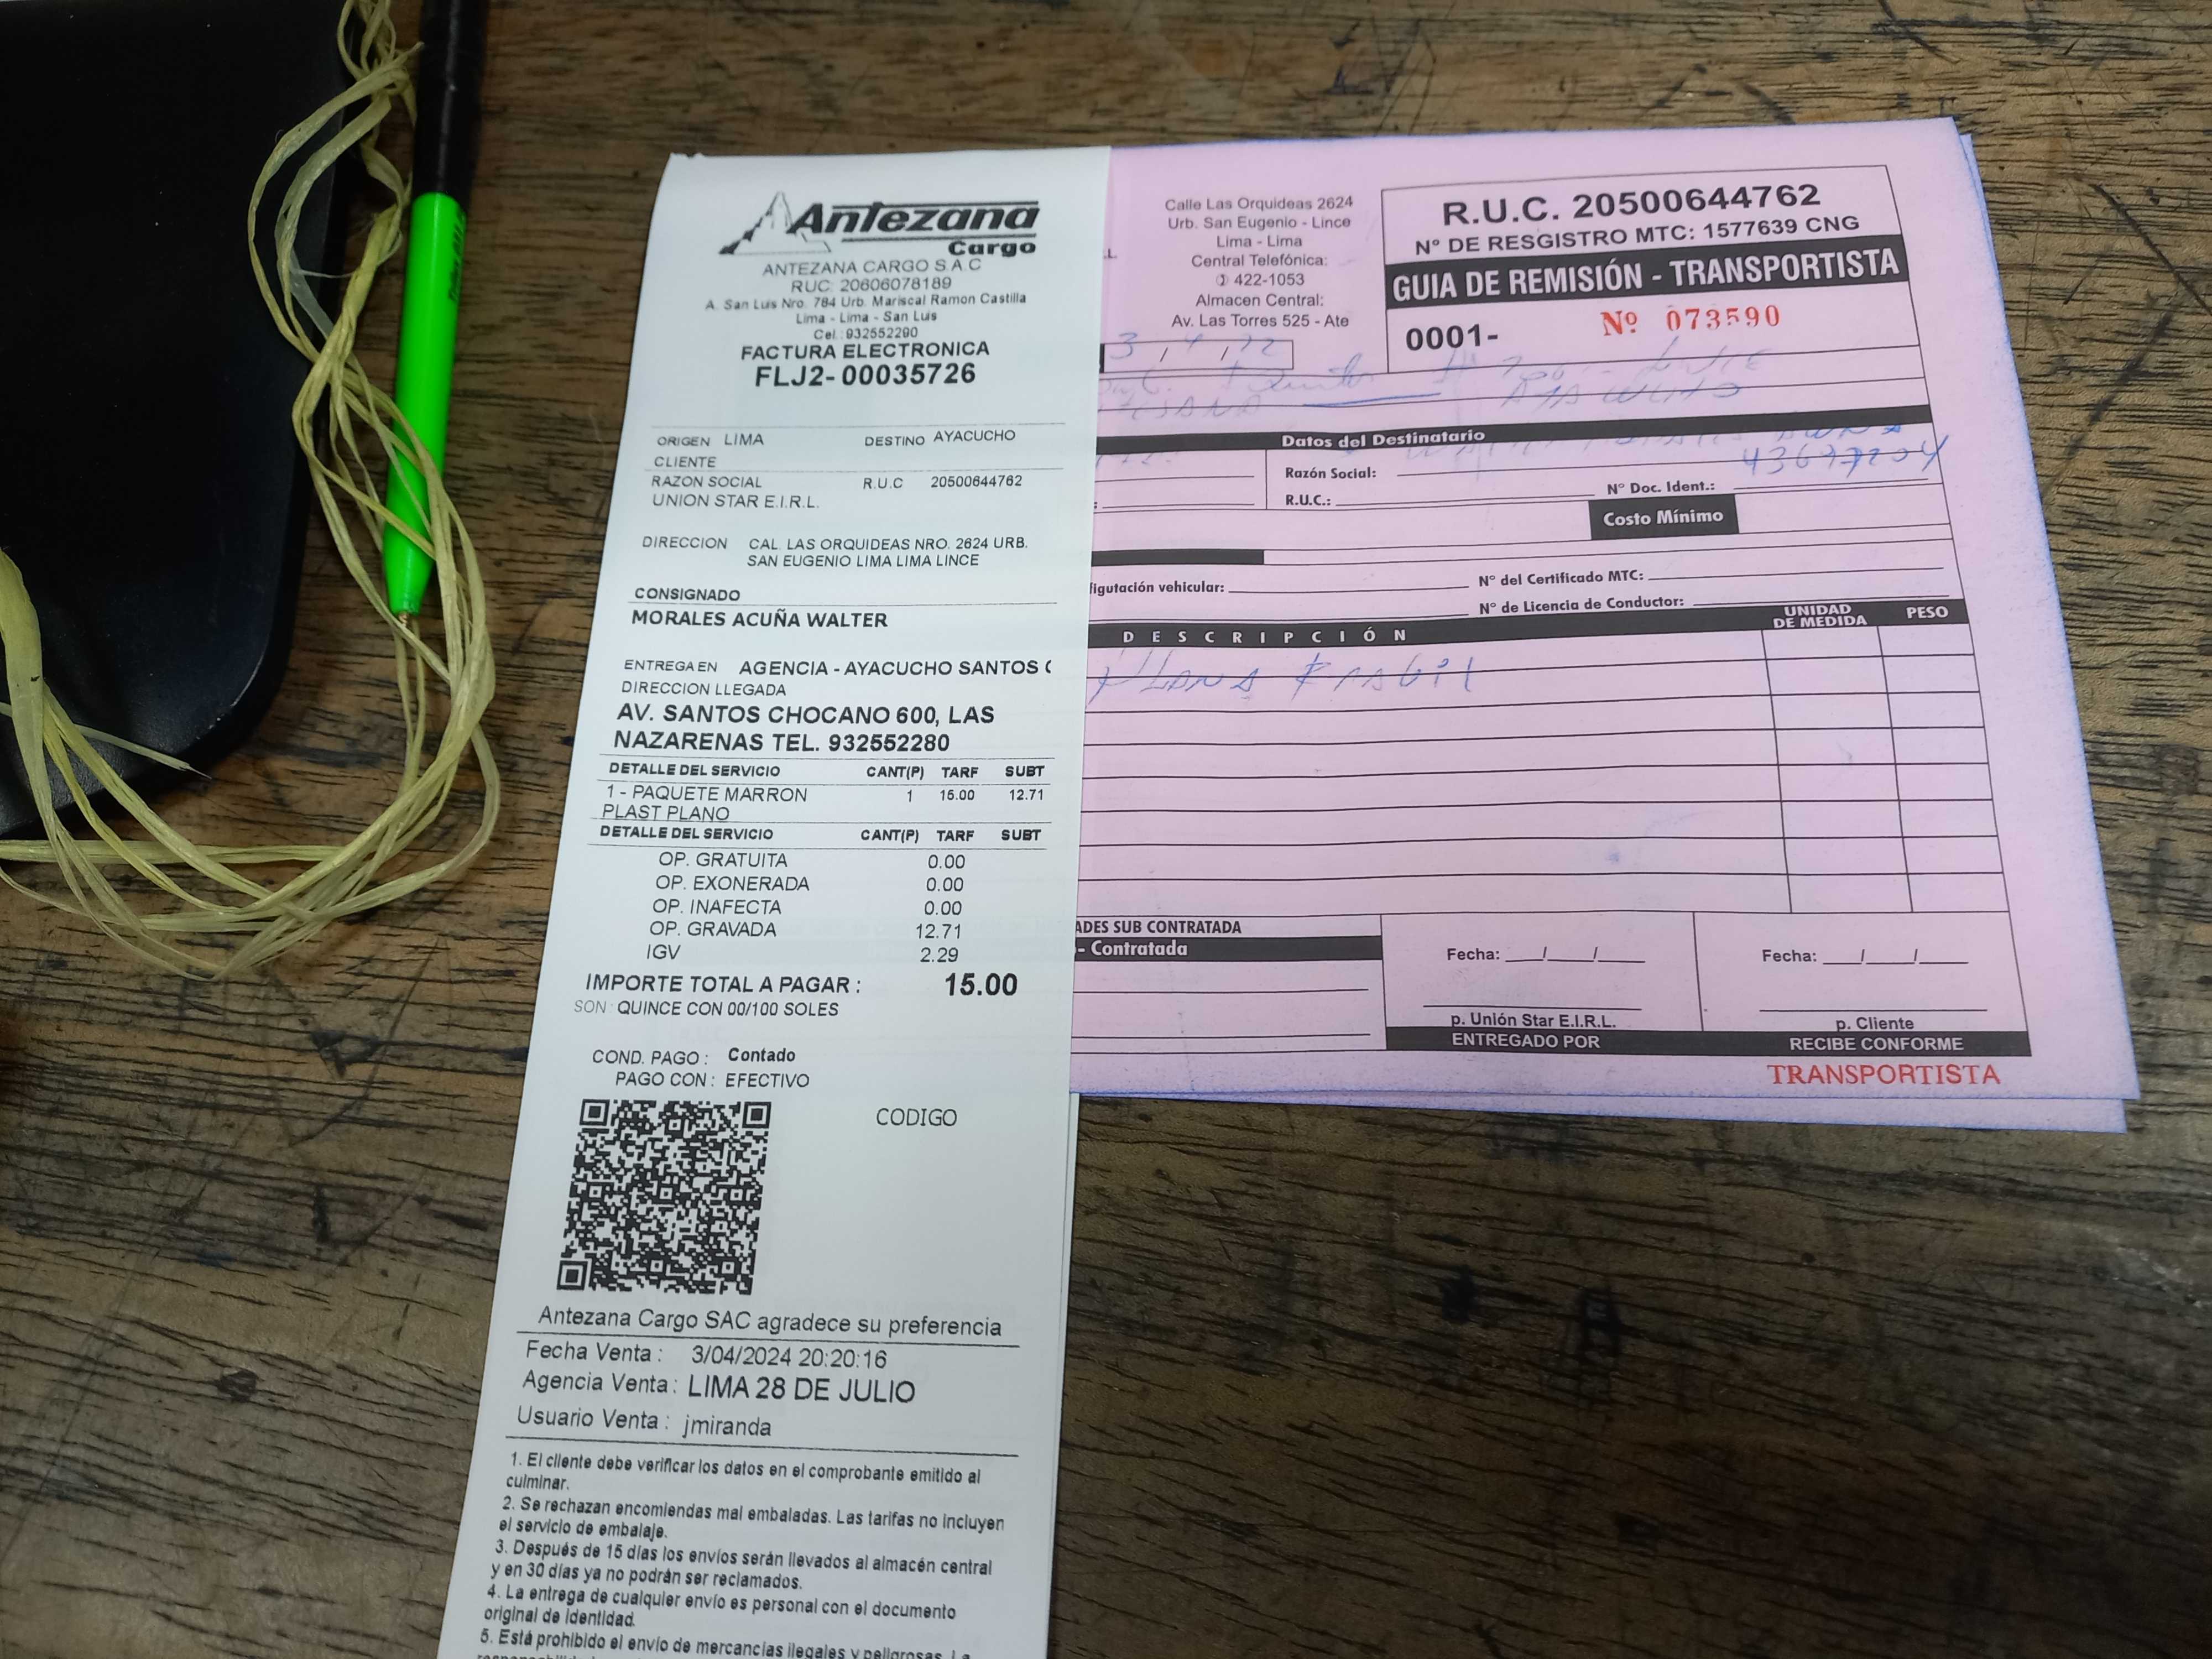 Antezana
Cargo
ANTEZANA CARGO S.A.C
RUC: 20606078189
A. San Luis Nro. 784 Urb. Mariscal Ramon Castilla
Lima - Lima - San Luis
Cel.:932552290
FACTURA ELECTRONICA
FLJ2- 00035726
ORIGEN LIMA DESTINO AYACUCHO
CLIENTE
RAZON SOCIAL R.U.C 20500644762
UNION STAR E.I.R.L.
DIRECCION CAL. LAS ORQUIDEAS NRO. 2624 URB.
SAN EUGENIO LIMA LIMA LINCE
CONSIGNADO
MORALES ACUÑA WALTER
ENTREGA EN AGENCIA - AYACUCHO SANTOS
DIRECCION LLEGADA
AV. SANTOS CHOCANO 600, LAS
NAZARENAS TEL. 932552280
DETALLE DEL SERVICIO CANT(P) TARF SUBT
1 - PAQUETE MARRON 1 15.00 12.71
PLAST PLANO
DETALLE DEL SERVICIO CANT(P) TARF SUBT
OP. GRATUITA 0.00
OP. EXONERADA 0.00
OP. INAFECTA 0.00
OP. GRAVADA 12.71
IGV 2.29
IMPORTE TOTAL A PAGAR : 15.00
SON : QUINCE CON 00/100 SOLES
COND. PAGO : Contado
PAGO CON : EFECTIVO
CODIGO
Antezana Cargo SAC agradece su preferencia
Fecha Venta : 3/04/2024 20:20:16
Agencia Venta : LIMA 28 DE JULIO
Usuario Venta : jmiranda
1. El cliente debe verificar los datos en el comprobante emitido al
culminar.
2. Se rechazan encomiendas mal embaladas. Las tarifas no incluyen
el servicio de embalaje.
3. Después de 15 días los envíos serán llevados al almacén central
y en 30 días ya no podrán ser reclamados.
4. La entrega de cualquier envío es personal con el documento
original de identidad.
5. Está prohibido el envío de mercancías ilegales y peligrosas. La
Calle Las Orquideas 2624
Urb. San Eugenio - Lince
Lima - Lima
Central Telefónica:
422-1053
Almacen Central:
Av. Las Torres 525 - Ate
R.U.C. 20500644762
N° DE RESGISTRO MTC: 1577639 CNG
GUIA DE REMISIÓN - TRANSPORTISTA
0001- Nº 073590
Datos del Destinatario
Razón Social:
R.U.C.: N° Doc. Ident.: 43697204
Costo Mínimo
figutación vehicular: N° del Certificado MTC:
N° de Licencia de Conductor:
DESCRIPCIÓN UNIDAD DE MEDIDA PESO
ADES SUB CONTRATADA
- Contratada
Fecha: __/__/__ Fecha: __/__/__
p. Unión Star E.I.R.L. p. Cliente
ENTREGADO POR RECIBE CONFORME
TRANSPORTISTA